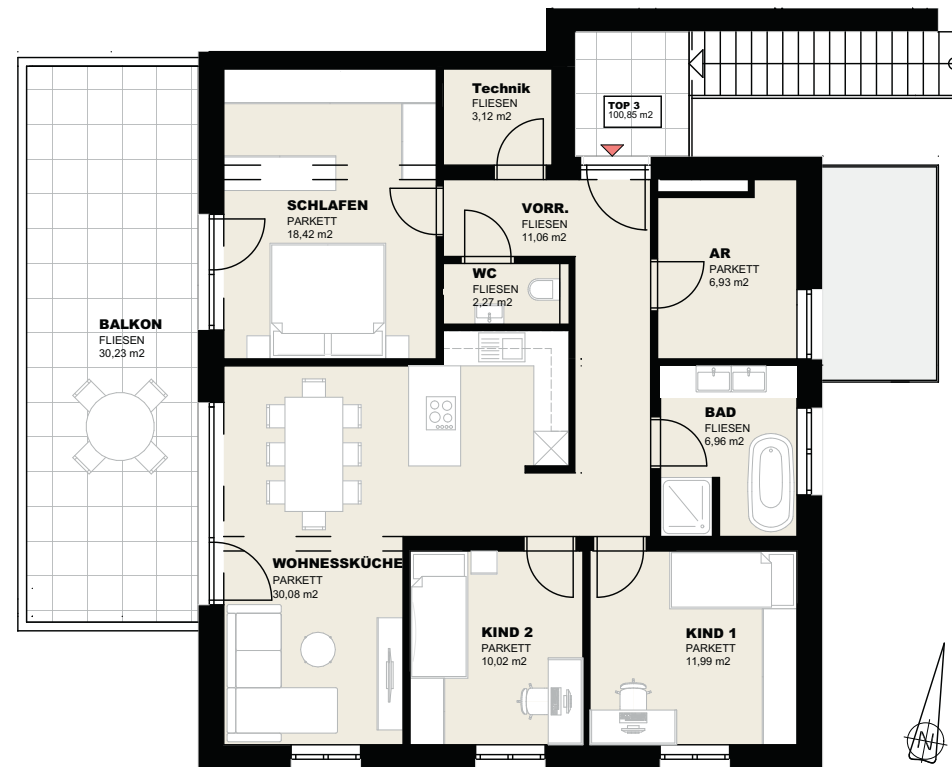 Technik
FLIESEN
3,12 m2
TOP 3
100,85 m2
SCHLAFEN
PARKETT
18,42 m2
VORR.
FLIESEN
11,06 m2
AR
PARKETT
6,93 m2
WC
FLIESEN
2,27 m2
BALKON
FLIESEN
30,23 m2
BAD
FLIESEN
6,96 m2
WOHNESSKÜCHE
PARKETT
30,08 m2
KIND 2
PARKETT
10,02 m2
KIND 1
PARKETT
11,99 m2
N